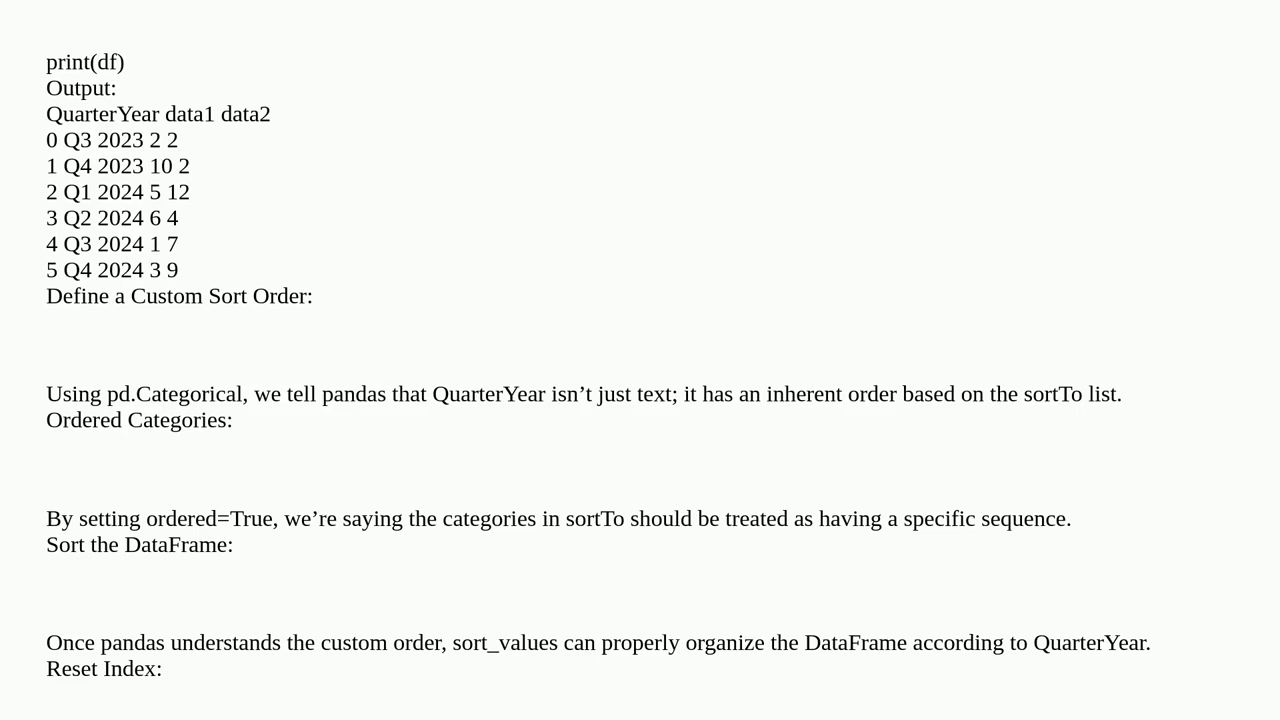 print(df)
Output:
QuarterYear data1 data2
0 Q3 2023 2 2
1 Q4 2023 10 2
2 Q1 2024 5 12
3 Q2 2024 6 4
4 Q3 2024 1 7
5 Q4 2024 3 9
Define a Custom Sort Order:
Using pd.Categorical, we tell pandas that QuarterYear isn’t just text; it has an inherent order based on the sortTo list.
Ordered Categories:
By setting ordered=True, we’re saying the categories in sortTo should be treated as having a specific sequence.
Sort the DataFrame:
Once pandas understands the custom order, sort_values can properly organize the DataFrame according to QuarterYear.
Reset Index: